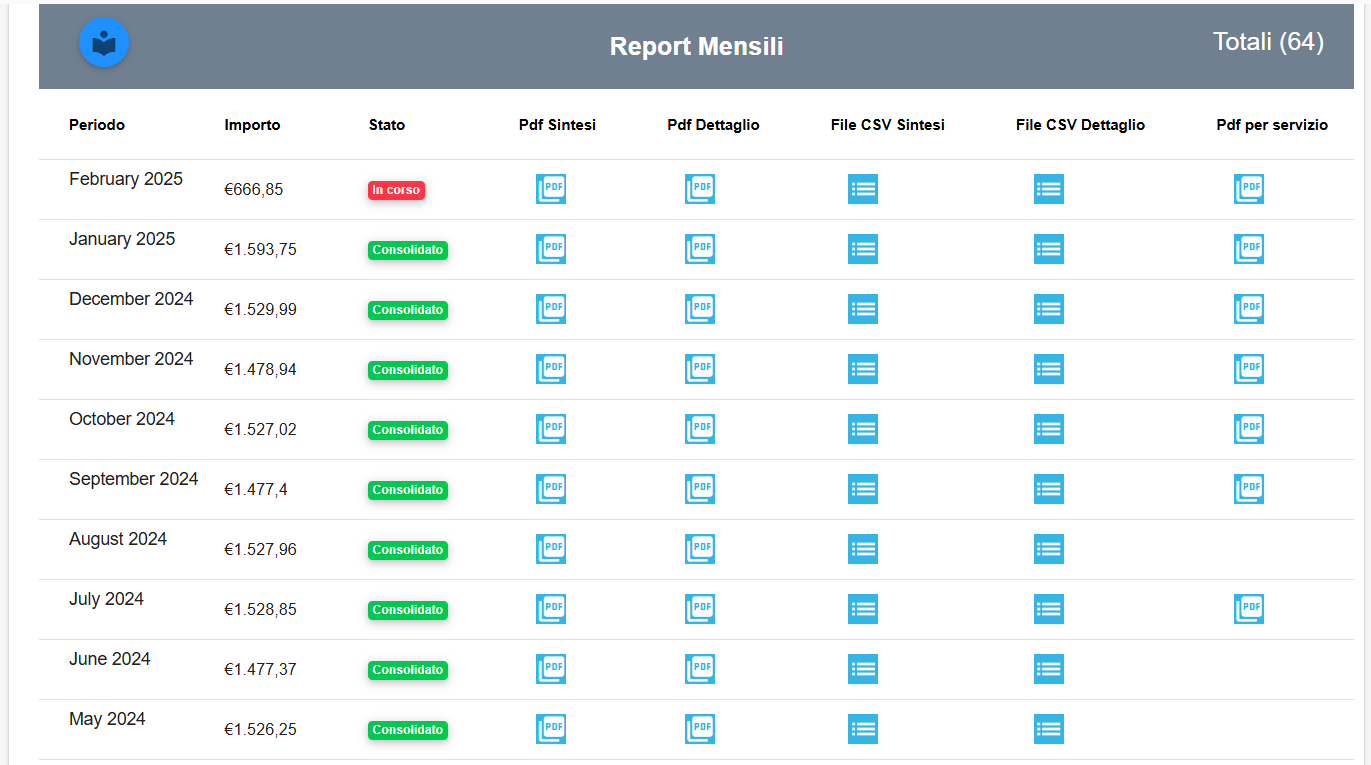 Report Mensili
Totali (64)
Periodo Importo Stato Pdf Sintesi Pdf Dettaglio File CSV Sintesi File CSV Dettaglio Pdf per servizio
February 2025 €666,85 In corso PDF PDF PDF
January 2025 €1.593,75 Consolidato PDF PDF PDF
December 2024 €1.529,99 Consolidato PDF PDF PDF
November 2024 €1.478,94 Consolidato PDF PDF PDF
October 2024 €1.527,02 Consolidato PDF PDF PDF
September 2024 €1.477,4 Consolidato PDF PDF PDF
August 2024 €1.527,96 Consolidato PDF PDF
July 2024 €1.528,85 Consolidato PDF PDF PDF
June 2024 €1.477,37 Consolidato PDF PDF
May 2024 €1.526,25 Consolidato PDF PDF